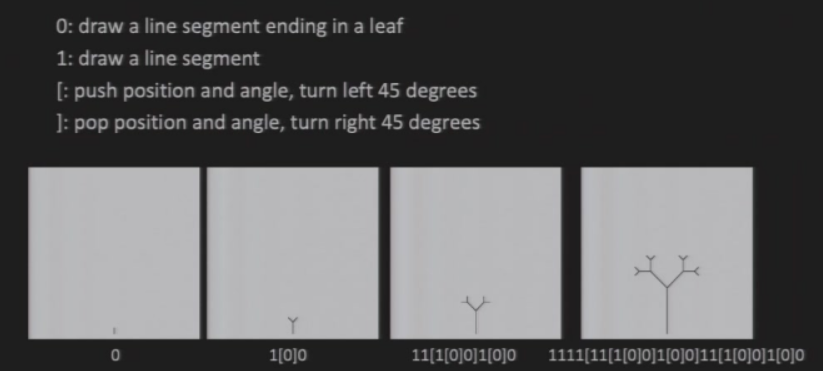 0: draw a line segment ending in a leaf
1: draw a line segment
[: push position and angle, turn left 45 degrees
]: pop position and angle, turn right 45 degrees
0
1[0]0
11[1[0]0]1[0]0
1111[11[1[0]0]1[0]0]11[1[0]0]1[0]0